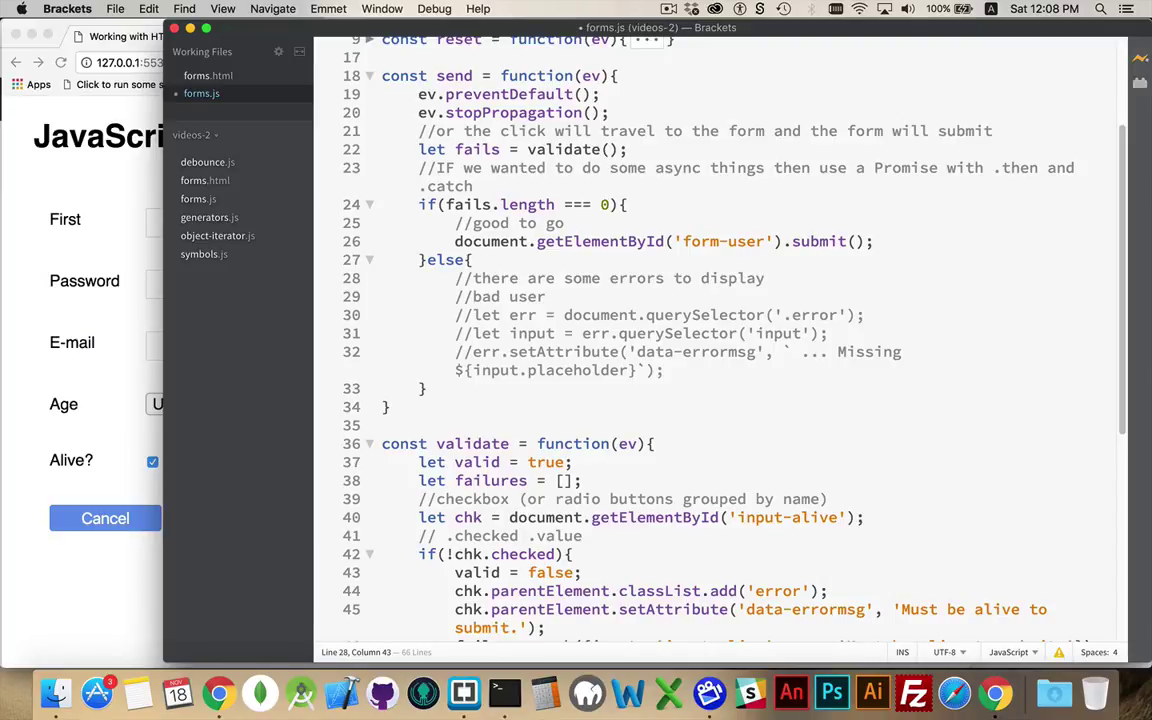 Brackets File Edit Find View Navigate Emmet Window Debug Help 100% A Sat 12:08 PM
Working with HT
127.0.0.1:553
Apps Click to run some s
JavaScri
First
Password
E-mail
Age
U
Alive?
Cancel
• forms.js (videos-2) — Brackets
Working Files
forms.html
• forms.js
videos-2
debounce.js
forms.html
forms.js
generators.js
object-iterator.js
symbols.js
9 const reset = function(ev){ ... }
17
18 const send = function(ev){
19 ev.preventDefault();
20 ev.stopPropagation();
21 //or the click will travel to the form and the form will submit
22 let fails = validate();
23 //IF we wanted to do some async things then use a Promise with .then and
.catch
24 if(fails.length === 0){
25 //good to go
26 document.getElementById('form-user').submit();
27 }else{
28 //there are some errors to display
29 //bad user
30 //let err = document.querySelector('.error');
31 //let input = err.querySelector('input');
32 //err.setAttribute('data-errormsg', ` ... Missing
${input.placeholder}`);
33 }
34 }
35
36 const validate = function(ev){
37 let valid = true;
38 let failures = [];
39 //checkbox (or radio buttons grouped by name)
40 let chk = document.getElementById('input-alive');
41 // .checked .value
42 if(!chk.checked){
43 valid = false;
44 chk.parentElement.classList.add('error');
45 chk.parentElement.setAttribute('data-errormsg', 'Must be alive to
submit.');
Line 28, Column 43 — 66 Lines INS UTF-8 JavaScript Spaces: 4
3
NOV
18
An Ps Ai Fz